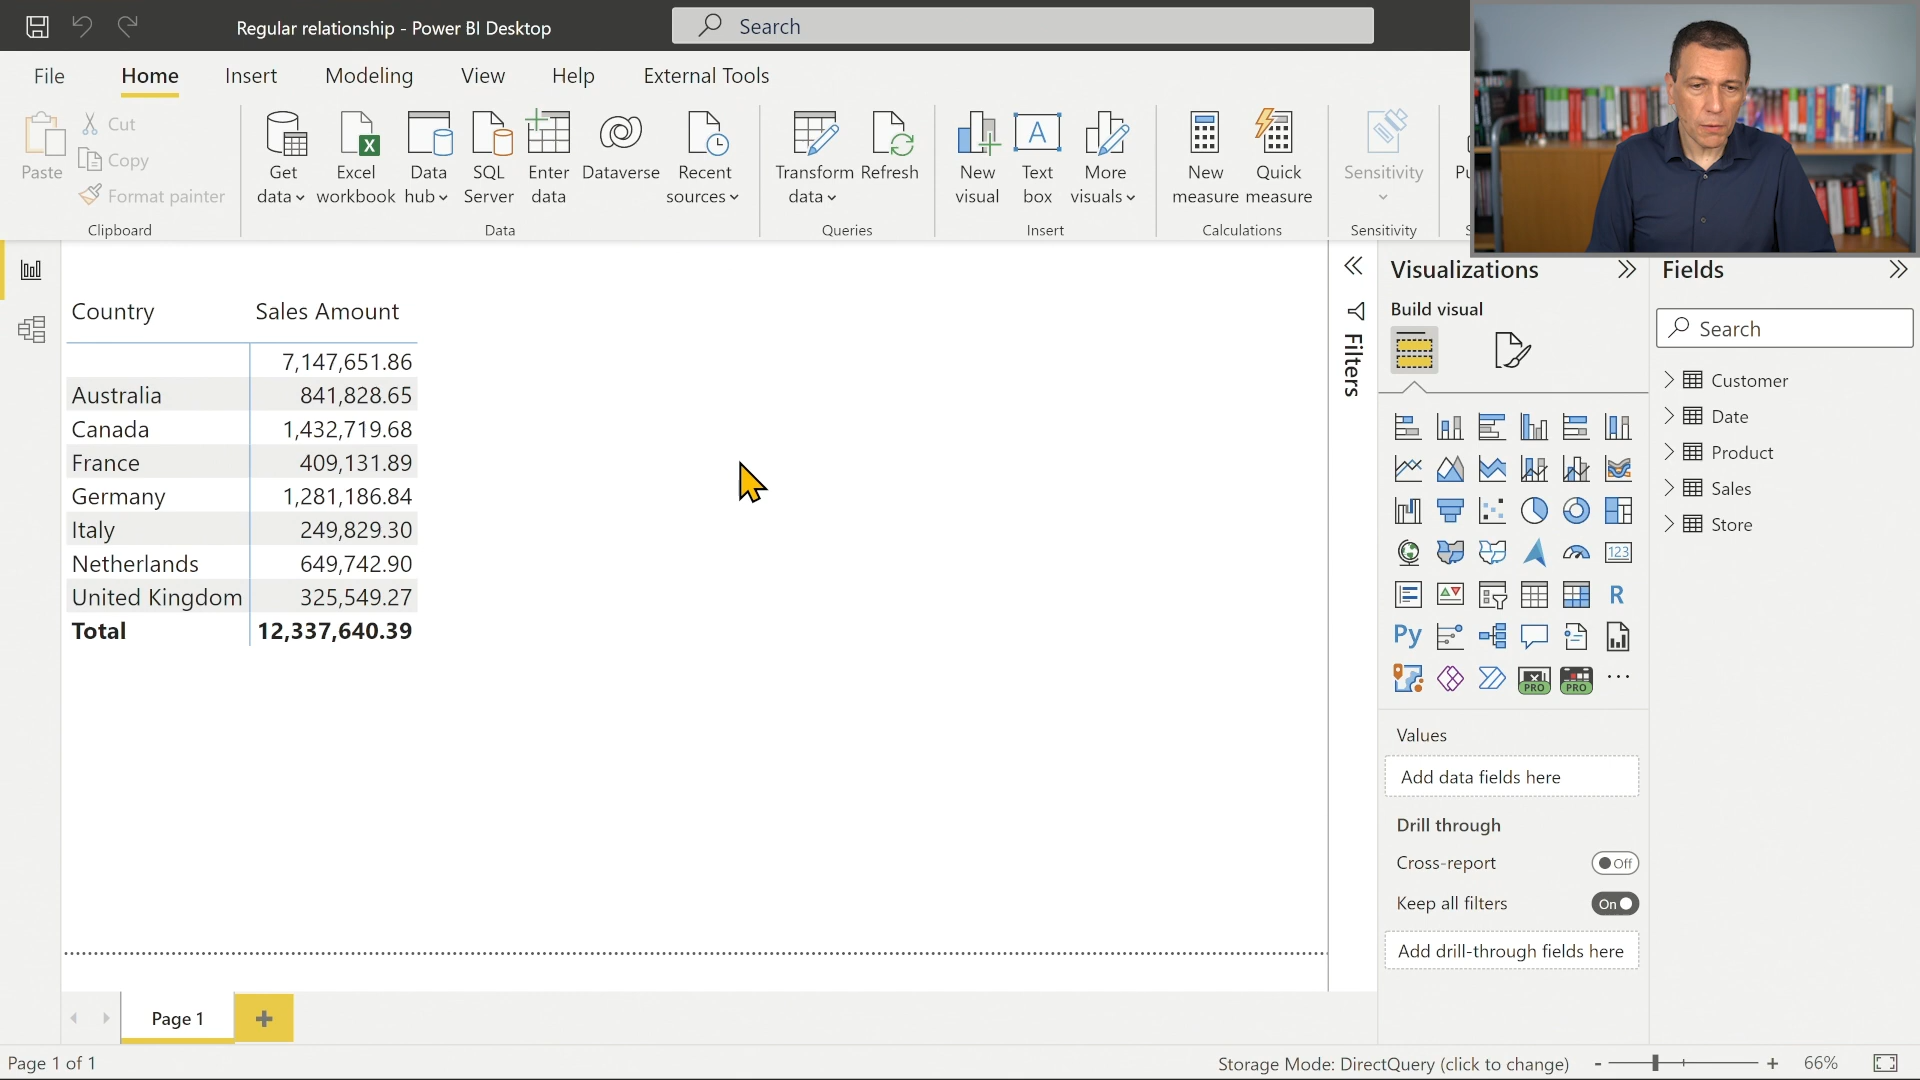 Regular relationship - Power BI Desktop
Search
File Home Insert Modeling View Help External Tools
Paste
Cut
Copy
Format painter
Clipboard
Get data
Excel workbook
Data hub
SQL Server
Enter data
Dataverse
Recent sources
Data
Transform data
Refresh
Queries
New visual
Text box
More visuals
Insert
New measure
Quick measure
Calculations
Sensitivity
Sensitivity
Country Sales Amount
7,147,651.86
Australia 841,828.65
Canada 1,432,719.68
France 409,131.89
Germany 1,281,186.84
Italy 249,829.30
Netherlands 649,742.90
United Kingdom 325,549.27
Total 12,337,640.39
Filters
Visualizations
Build visual
123
R
Py
PRO PRO
Values
Add data fields here
Drill through
Cross-report Off
Keep all filters On
Add drill-through fields here
Fields
Search
Customer
Date
Product
Sales
Store
Page 1
Page 1 of 1
Storage Mode: DirectQuery (click to change)
- + 66%